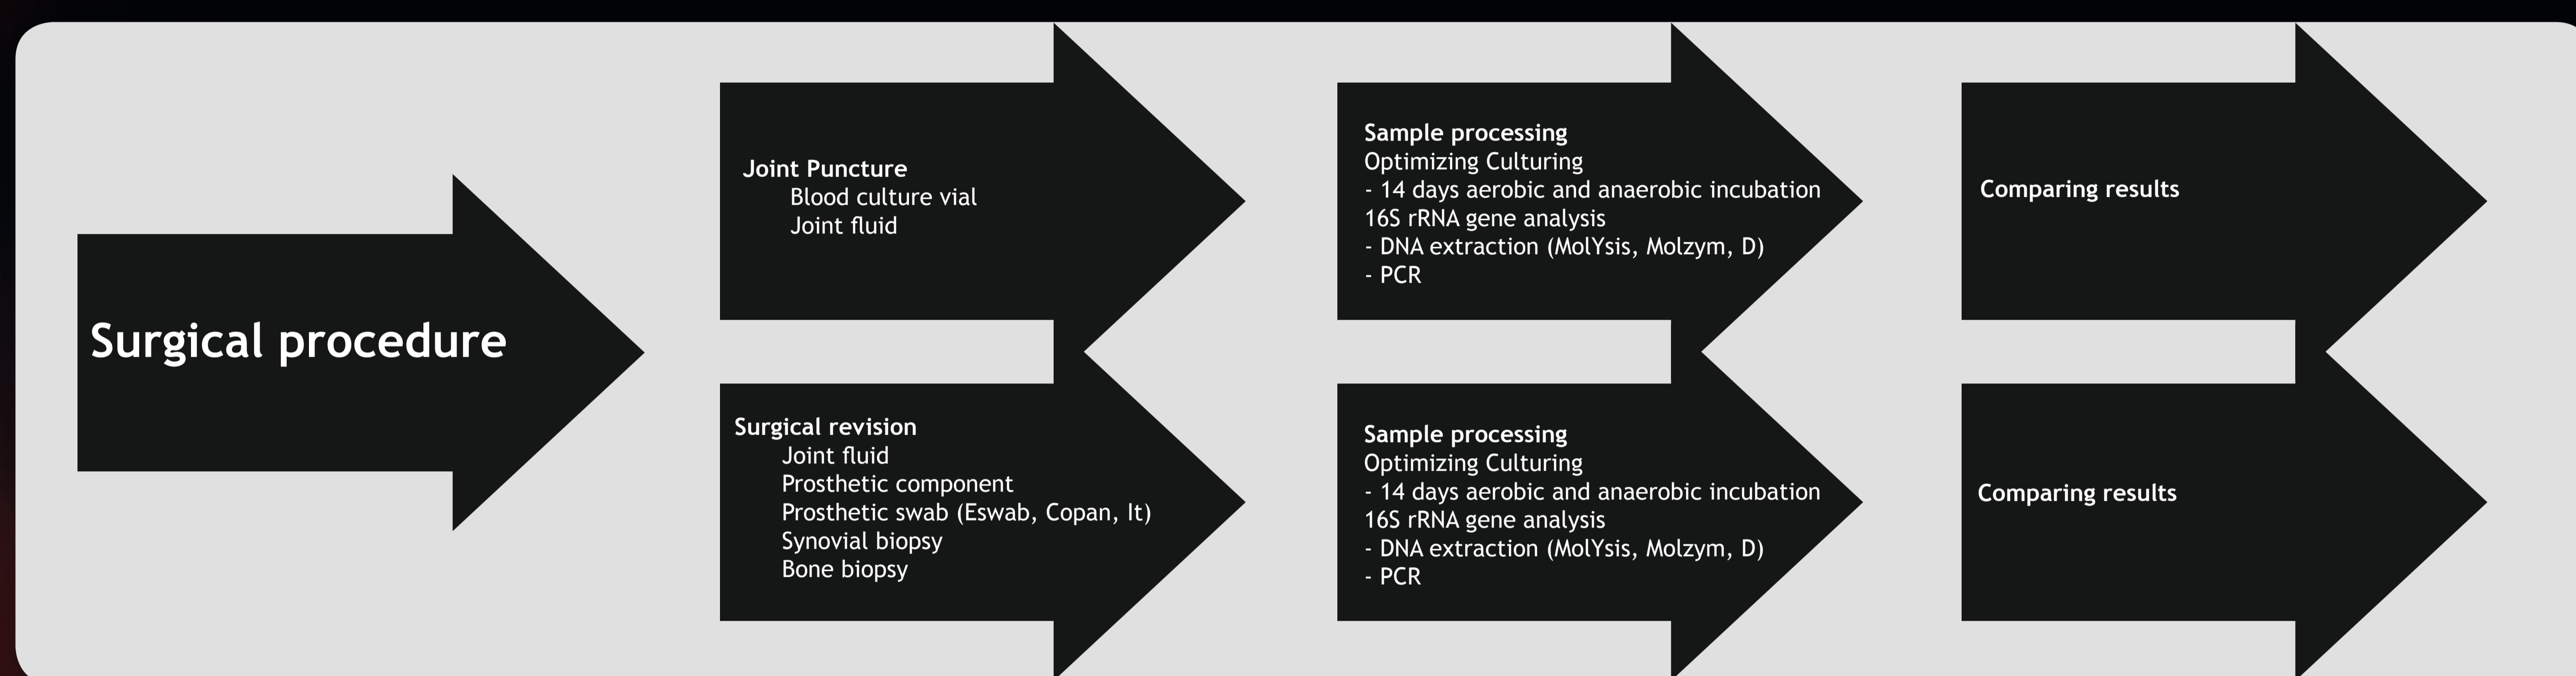 Surgical procedure
Joint Puncture
Blood culture vial
Joint fluid
Surgical revision
Joint fluid
Prosthetic component
Prosthetic swab (Eswab, Copan, It)
Synovial biopsy
Bone biopsy
Sample processing
Optimizing Culturing
- 14 days aerobic and anaerobic incubation
16S rRNA gene analysis
- DNA extraction (MolYsis, Molzym, D)
- PCR
Sample processing
Optimizing Culturing
- 14 days aerobic and anaerobic incubation
16S rRNA gene analysis
- DNA extraction (MolYsis, Molzym, D)
- PCR
Comparing results
Comparing results